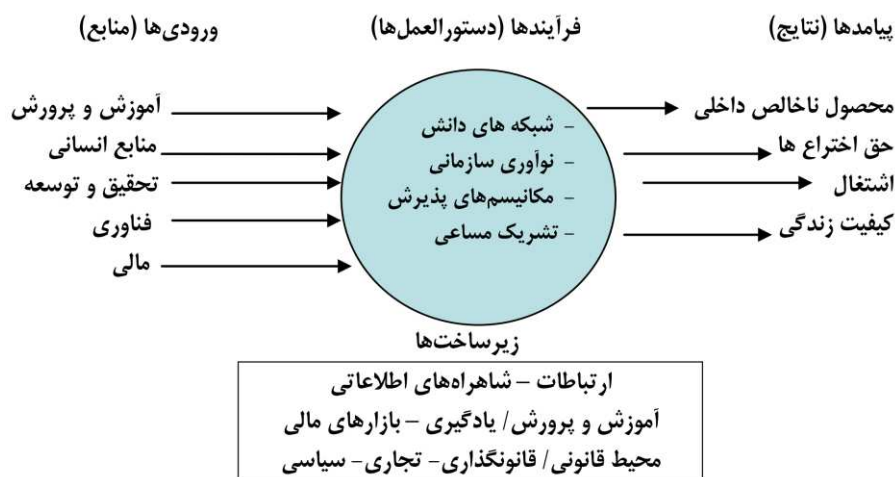 ورودی‌ها (منابع)
آموزش و پرورش
منابع انسانی
تحقیق و توسعه
فناوری
مالی
فرآیندها (دستورالعمل‌ها)
- شبکه های دانش
- نوآوری سازمانی
- مکانیسم‌های پذیرش
- تشریک مساعی
پیامدها (نتایج)
محصول ناخالص داخلی
حق اختراع ها
اشتغال
کیفیت زندگی
زیرساخت‌ها
ارتباطات – شاهراه‌های اطلاعاتی
آموزش و پرورش/ یادگیری – بازارهای مالی
محیط قانونی/ قانونگذاری- تجاری- سیاسی